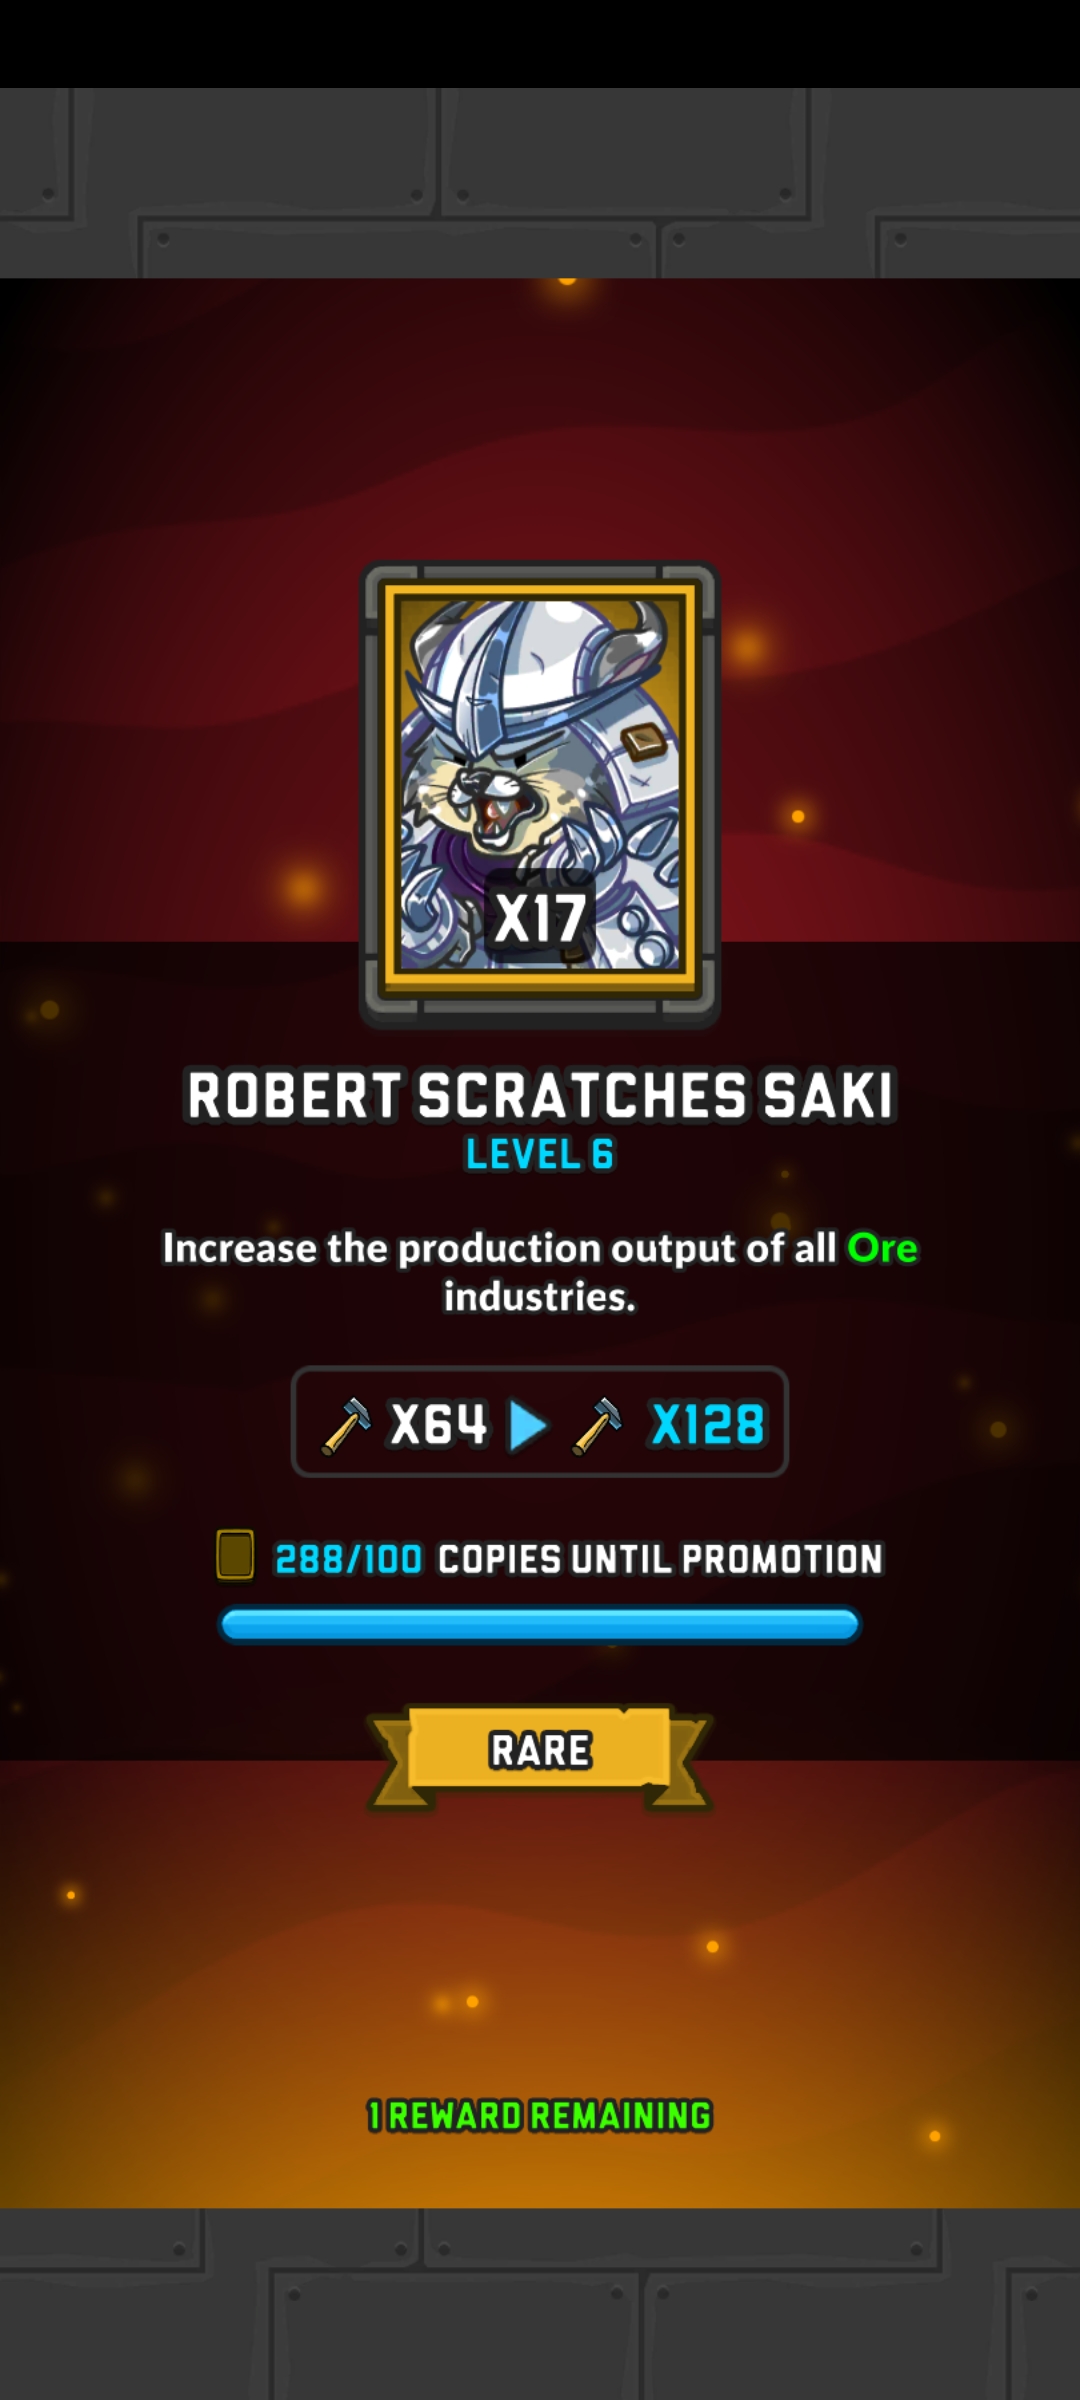 X17
ROBERT SCRATCHES SAKI
LEVEL 6
Increase the production output of all Ore
industries.
X64 X128
288/100 COPIES UNTIL PROMOTION
RARE
1 REWARD REMAINING